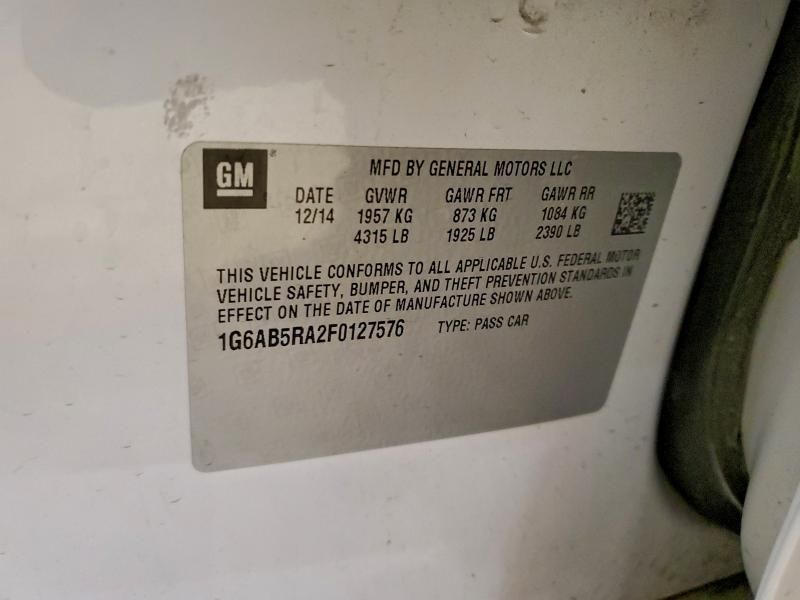 GM®
MFD BY GENERAL MOTORS LLC
DATE GVWR GAWR FRT GAWR RR
12/14 1957 KG 873 KG 1084 KG
4315 LB 1925 LB 2390 LB
THIS VEHICLE CONFORMS TO ALL APPLICABLE U.S. FEDERAL MOTOR
VEHICLE SAFETY, BUMPER, AND THEFT PREVENTION STANDARDS IN
EFFECT ON THE DATE OF MANUFACTURE SHOWN ABOVE.
1G6AB5RA2F0127576 TYPE: PASS CAR